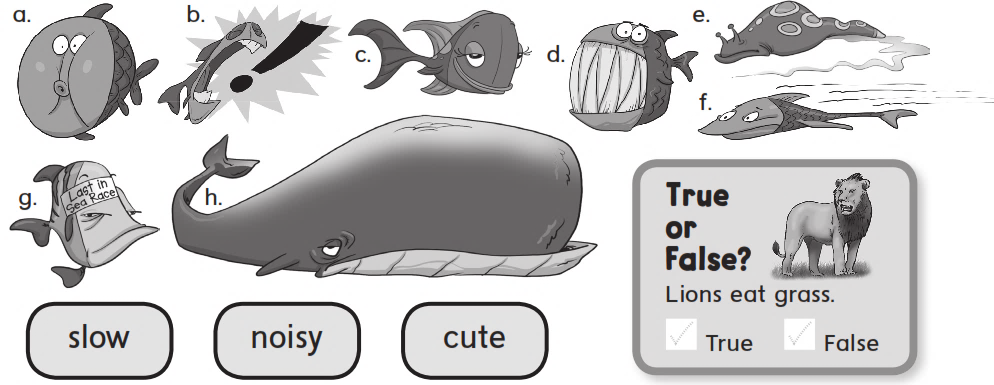 a.
b.
c.
d.
e.
f.
g.
Last in
Sea Race
h.
slow
noisy
cute
True
or
False?
Lions eat grass.
True
False